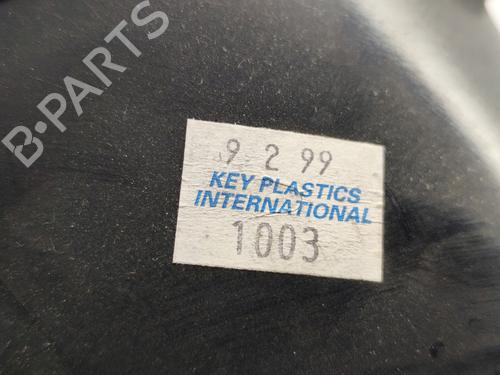 B-PARTS
9 2 99
KEY PLASTICS
INTERNATIONAL
1003